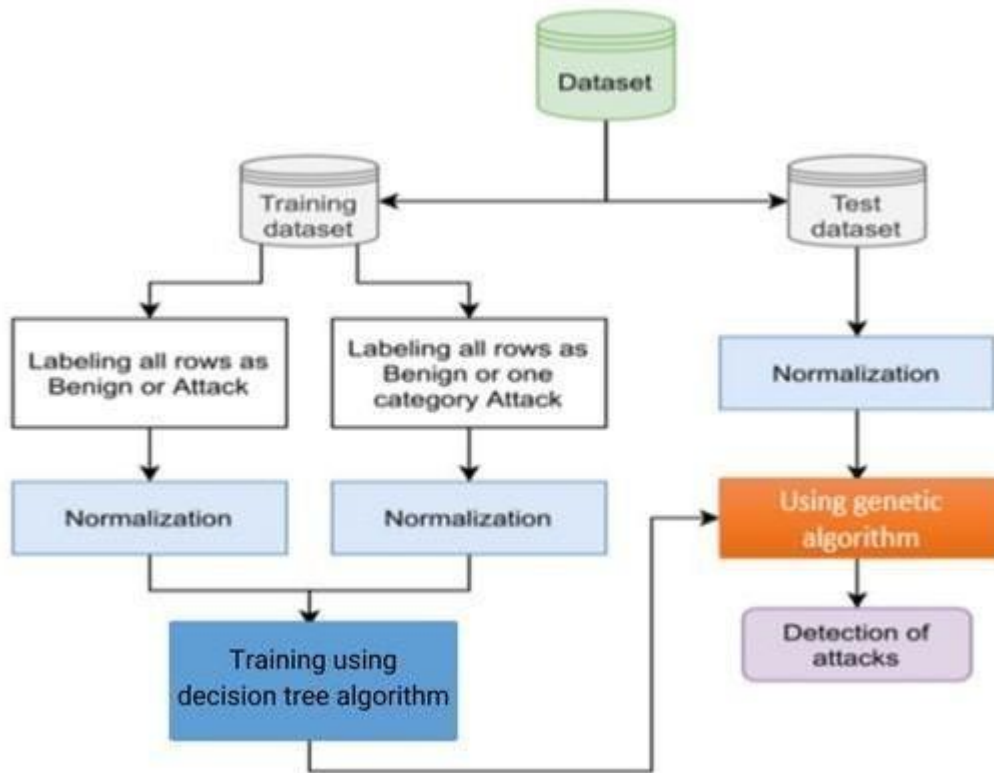 Dataset
Training
dataset
Test
dataset
Labeling all rows as
Benign or Attack
Labeling all rows as
Benign or one
category Attack
Normalization
Normalization
Normalization
Using genetic
algorithm
Training using
decision tree algorithm
Detection of
attacks